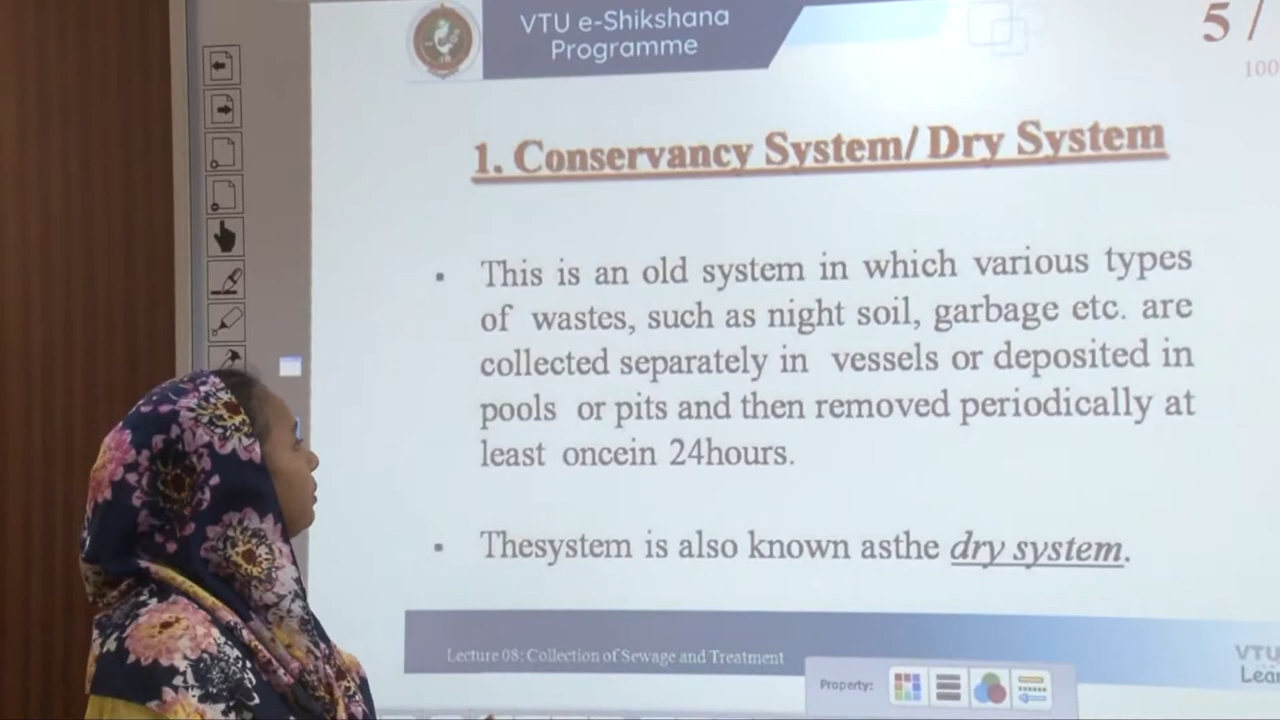 VTU e-Shikshana
Programme
5 /
100
1. Conservancy System/ Dry System
▪ This is an old system in which various types
of wastes, such as night soil, garbage etc. are
collected separately in vessels or deposited in
pools or pits and then removed periodically at
least oncein 24hours.
▪ Thesystem is also known asthe dry system.
Lecture 08: Collection of Sewage and Treatment
VTU
Lear
Property: